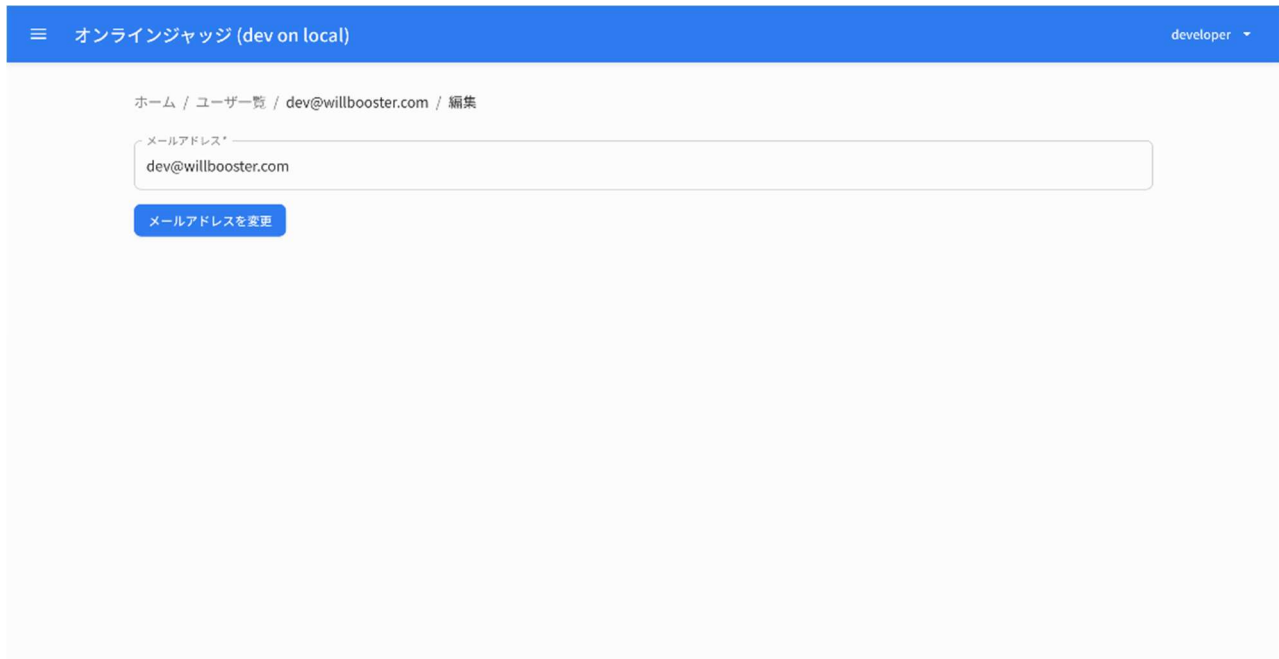 オンラインジャッジ (dev on local)
developer
ホーム / ユーザ一覧 / dev@willbooster.com / 編集
メールアドレス*
dev@willbooster.com
メールアドレスを変更